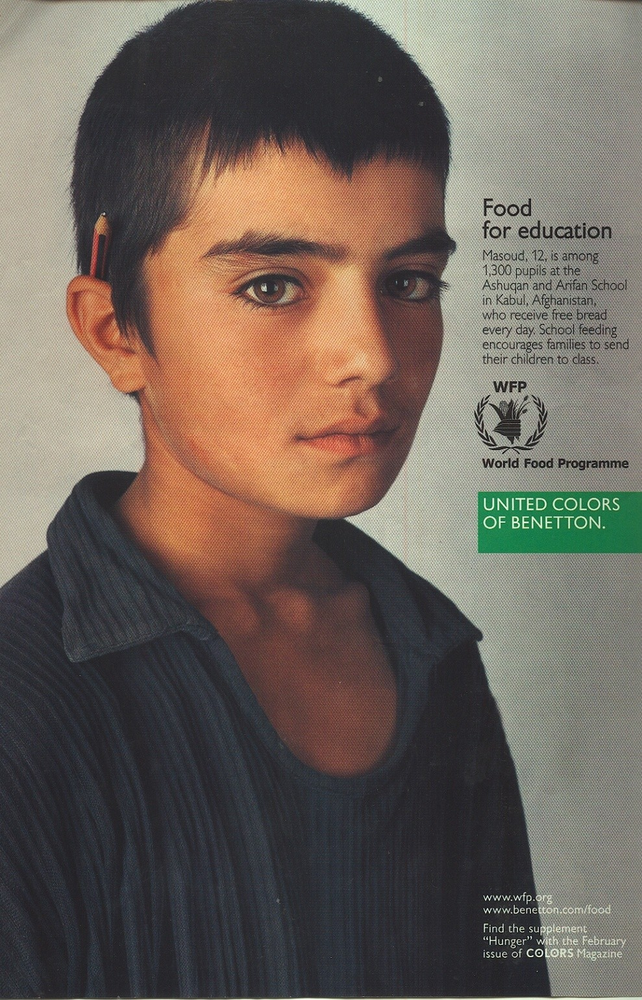 Food
for education
Masoud, 12, is among
1,300 pupils at the
Ashuqan and Arifan School
in Kabul, Afghanistan,
who receive free bread
every day. School feeding
encourages families to send
their children to class.
WFP
World Food Programme
UNITED COLORS
OF BENETTON.
www.wfp.org
www.benetton.com/food
Find the supplement
“Hunger” with the February
issue of COLORS Magazine